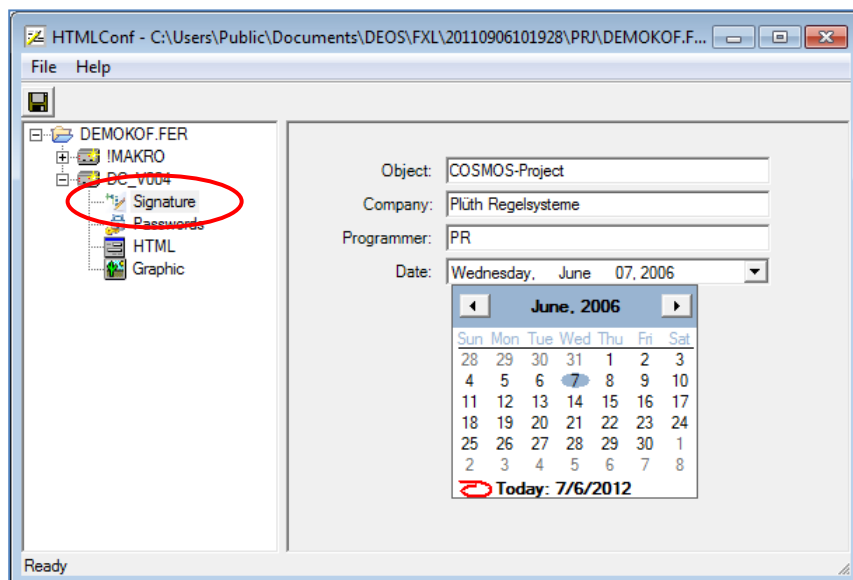 HTMLConf - C:\Users\Public\Documents\DEOS\FXL\20110906101928\PRJ\DEMOKOF.F...
File Help
DEMOKOF.FER
!MAKRO
DC_V004
Signature
Passwords
HTML
Graphic
Object: COSMOS-Project
Company: Plüth Regelsysteme
Programmer: PR
Date: Wednesday, June 07, 2006
June, 2006
Sun Mon Tue Wed Thu Fri Sat
28 29 30 31 1 2 3
4 5 6 7 8 9 10
11 12 13 14 15 16 17
18 19 20 21 22 23 24
25 26 27 28 29 30 1
2 3 4 5 6 7 8
Today: 7/6/2012
Ready